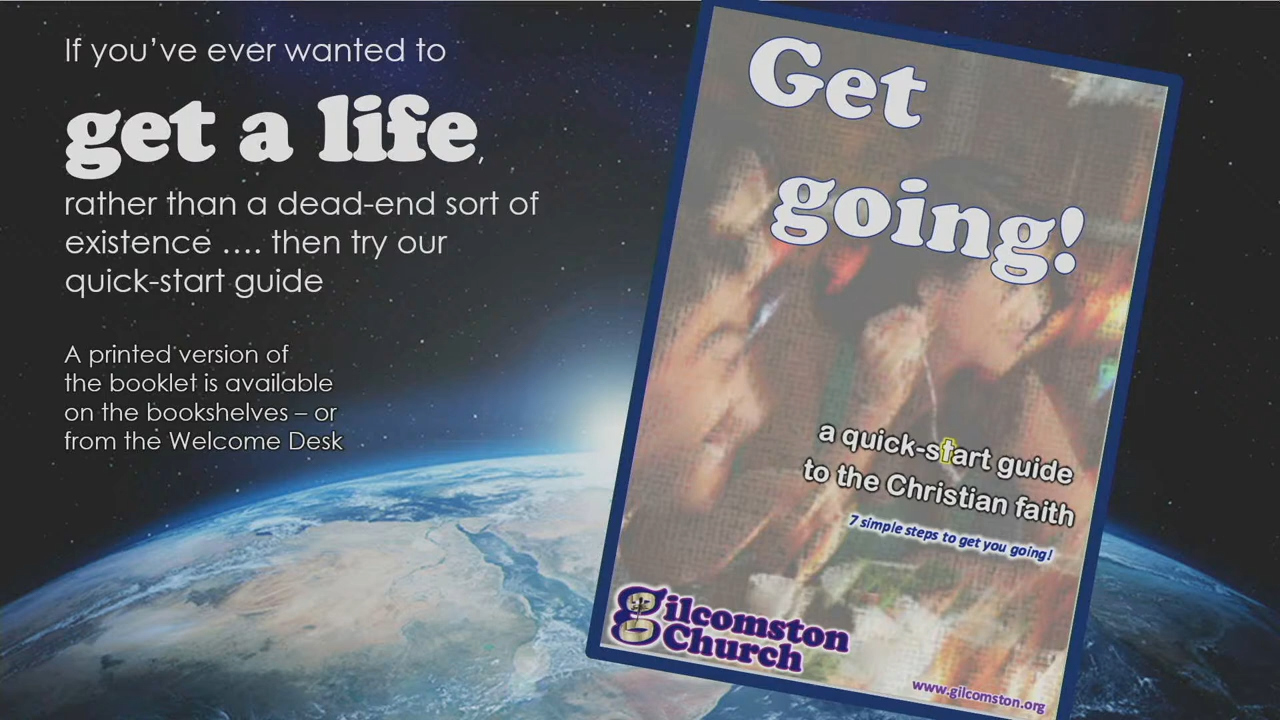 If you’ve ever wanted to
get a life,
rather than a dead-end sort of
existence .... then try our
quick-start guide
A printed version of
the booklet is available
on the bookshelves – or
from the Welcome Desk
Get
going!
a quick-start guide
to the Christian faith
7 simple steps to get you going!
gilcomston
Church
www.gilcomston.org